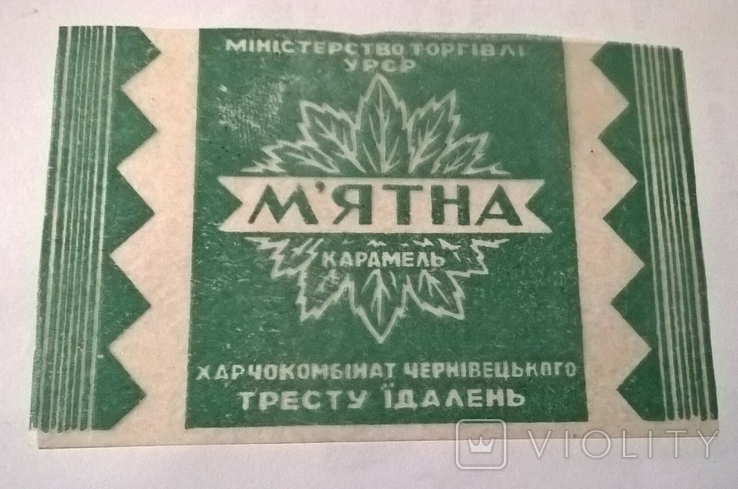 МІНІСТЕРСТВО ТОРГІВЛІ
УРСР
М'ЯТНА
КАРАМЕЛЬ
ХАРЧОКОМБІНАТ ЧЕРНІВЕЦЬКОГО
ТРЕСТУ ЇДАЛЕНЬ
VIOLITY